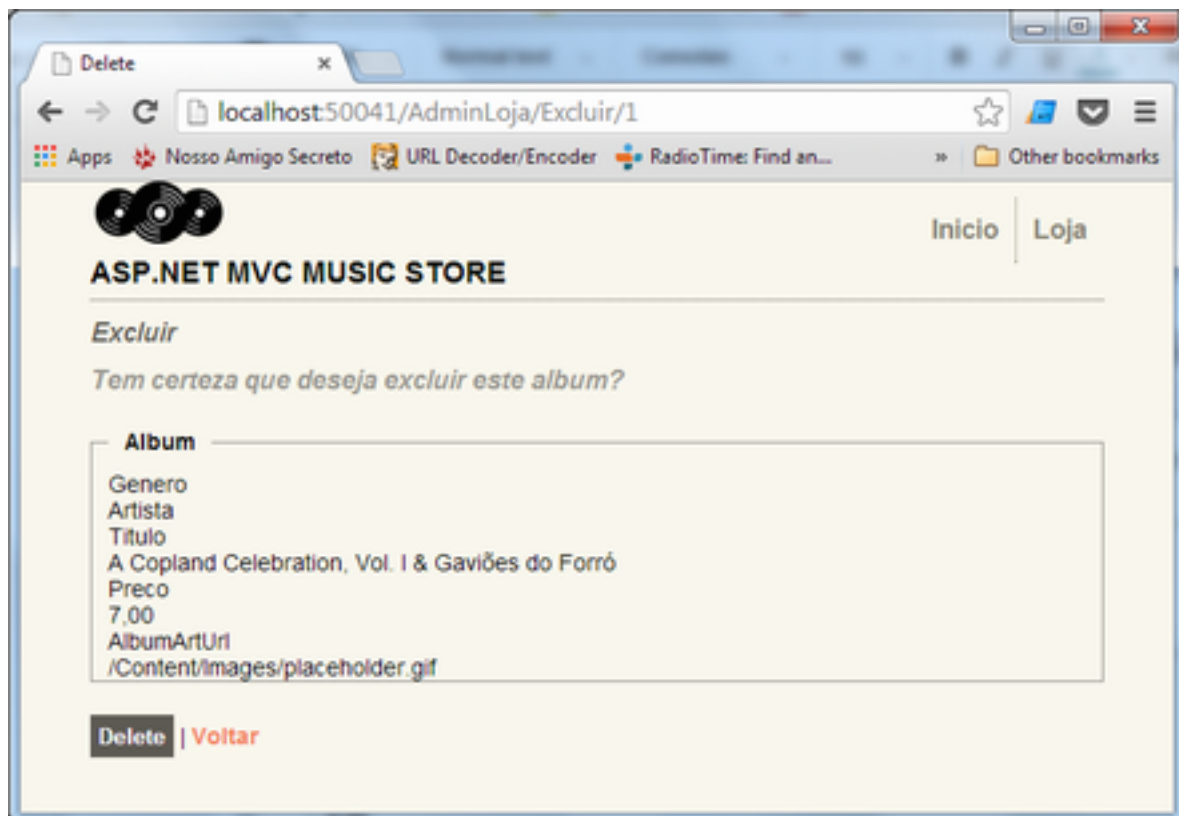 Delete
localhost:50041/AdminLoja/Excluir/1
Apps Nosso Amigo Secreto URL Decoder/Encoder RadioTime: Find an... » Other bookmarks
Inicio Loja
ASP.NET MVC MUSIC STORE
Excluir
Tem certeza que deseja excluir este album?
Album
Genero
Artista
Titulo
A Copland Celebration, Vol. I & Gaviões do Forró
Preco
7,00
AlbumArtUrl
/Content/Images/placeholder.gif
Delete | Voltar